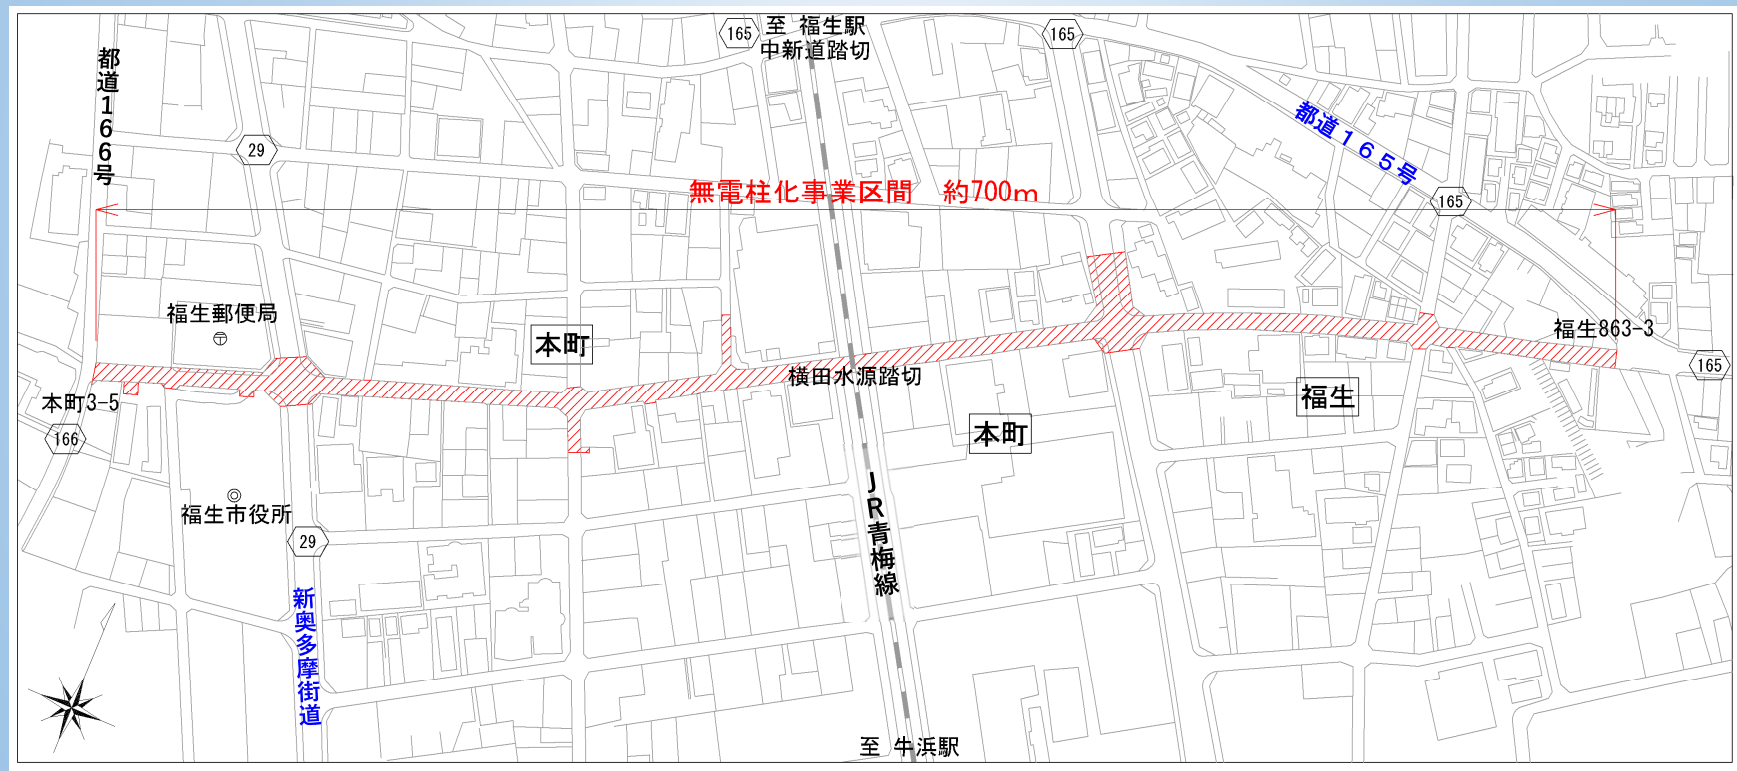 165
至 福生駅
中新道踏切
165
都道166号
29
都道165号
無電柱化事業区間　約700m
165
福生郵便局
本町
福生863-3
横田水源踏切
165
本町3-5
福生
本町
166
JR青梅線
福生市役所
29
新奥多摩街道
至 牛浜駅